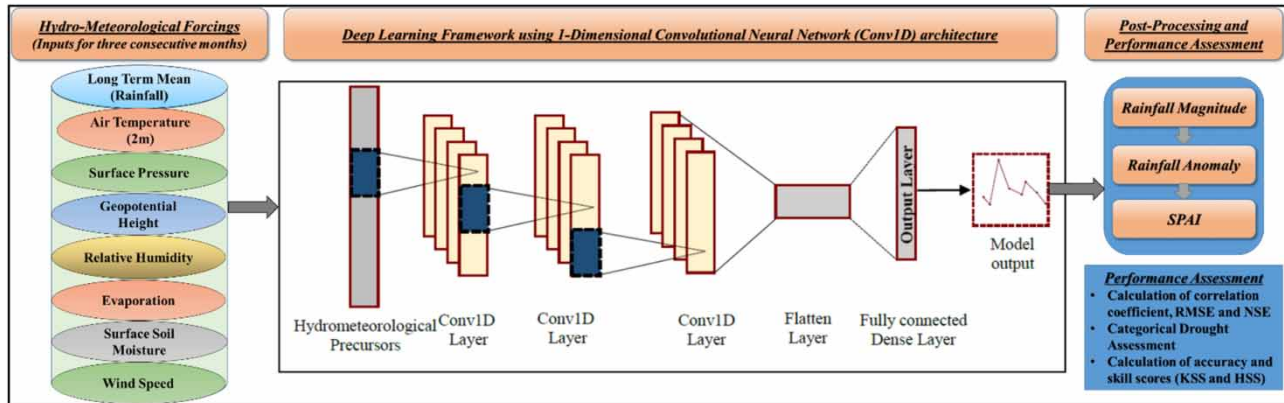 Hydro-Meteorological Forcings
(Inputs for three consecutive months)
Deep Learning Framework using 1-Dimensional Convolutional Neural Network (Conv1D) architecture
Post-Processing and
Performance Assessment
Long Term Mean
(Rainfall)
Air Temperature
(2m)
Surface Pressure
Geopotential
Height
Relative Humidity
Evaporation
Surface Soil
Moisture
Wind Speed
Hydrometeorological
Precursors
Conv1D
Layer
Conv1D
Layer
Conv1D
Layer
Flatten
Layer
Output Layer
Fully connected
Dense Layer
Model
output
Rainfall Magnitude
Rainfall Anomaly
SPAI
Performance Assessment
• Calculation of correlation
coefficient, RMSE and NSE
• Categorical Drought
Assessment
• Calculation of accuracy and
skill scores (KSS and HSS)